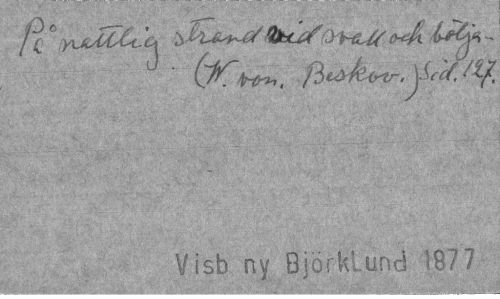 På nattlig strand vid svall och bölja-
(W. von. Beskow.) Sid. 127.
Visb ny Björklund 1877